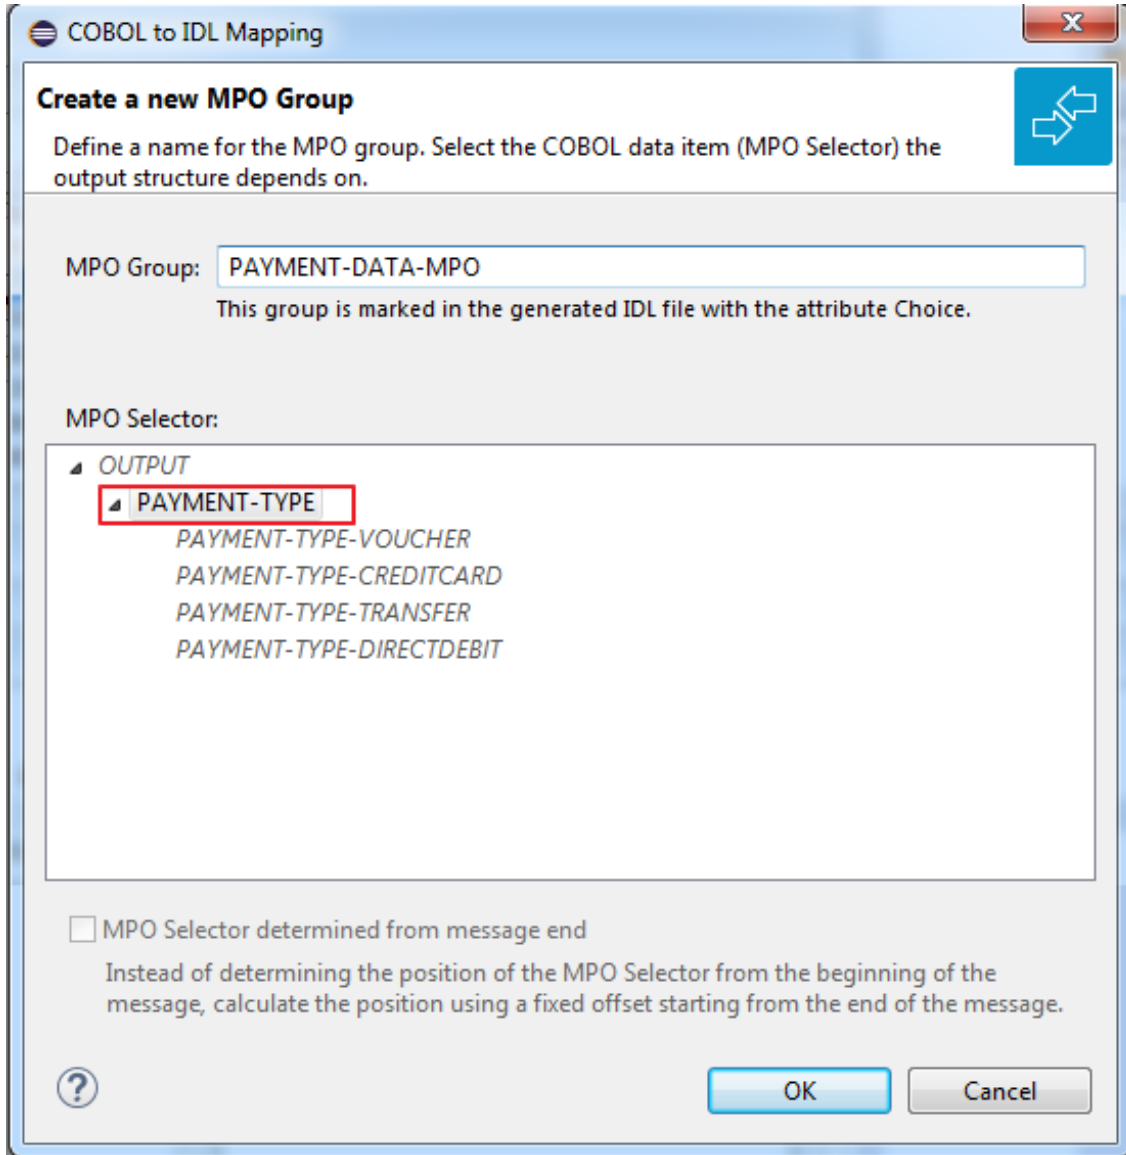 COBOL to IDL Mapping
Create a new MPO Group
Define a name for the MPO group. Select the COBOL data item (MPO Selector) the
output structure depends on.
MPO Group: PAYMENT-DATA-MPO
This group is marked in the generated IDL file with the attribute Choice.
MPO Selector:
OUTPUT
PAYMENT-TYPE
PAYMENT-TYPE-VOUCHER
PAYMENT-TYPE-CREDITCARD
PAYMENT-TYPE-TRANSFER
PAYMENT-TYPE-DIRECTDEBIT
MPO Selector determined from message end
Instead of determining the position of the MPO Selector from the beginning of the
message, calculate the position using a fixed offset starting from the end of the message.
? OK Cancel